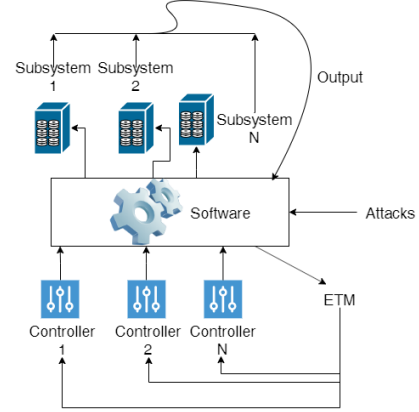 Subsystem
1
Subsystem
2
Output
Subsystem
N
Software
Attacks
ETM
Controller
1
Controller
2
Controller
N